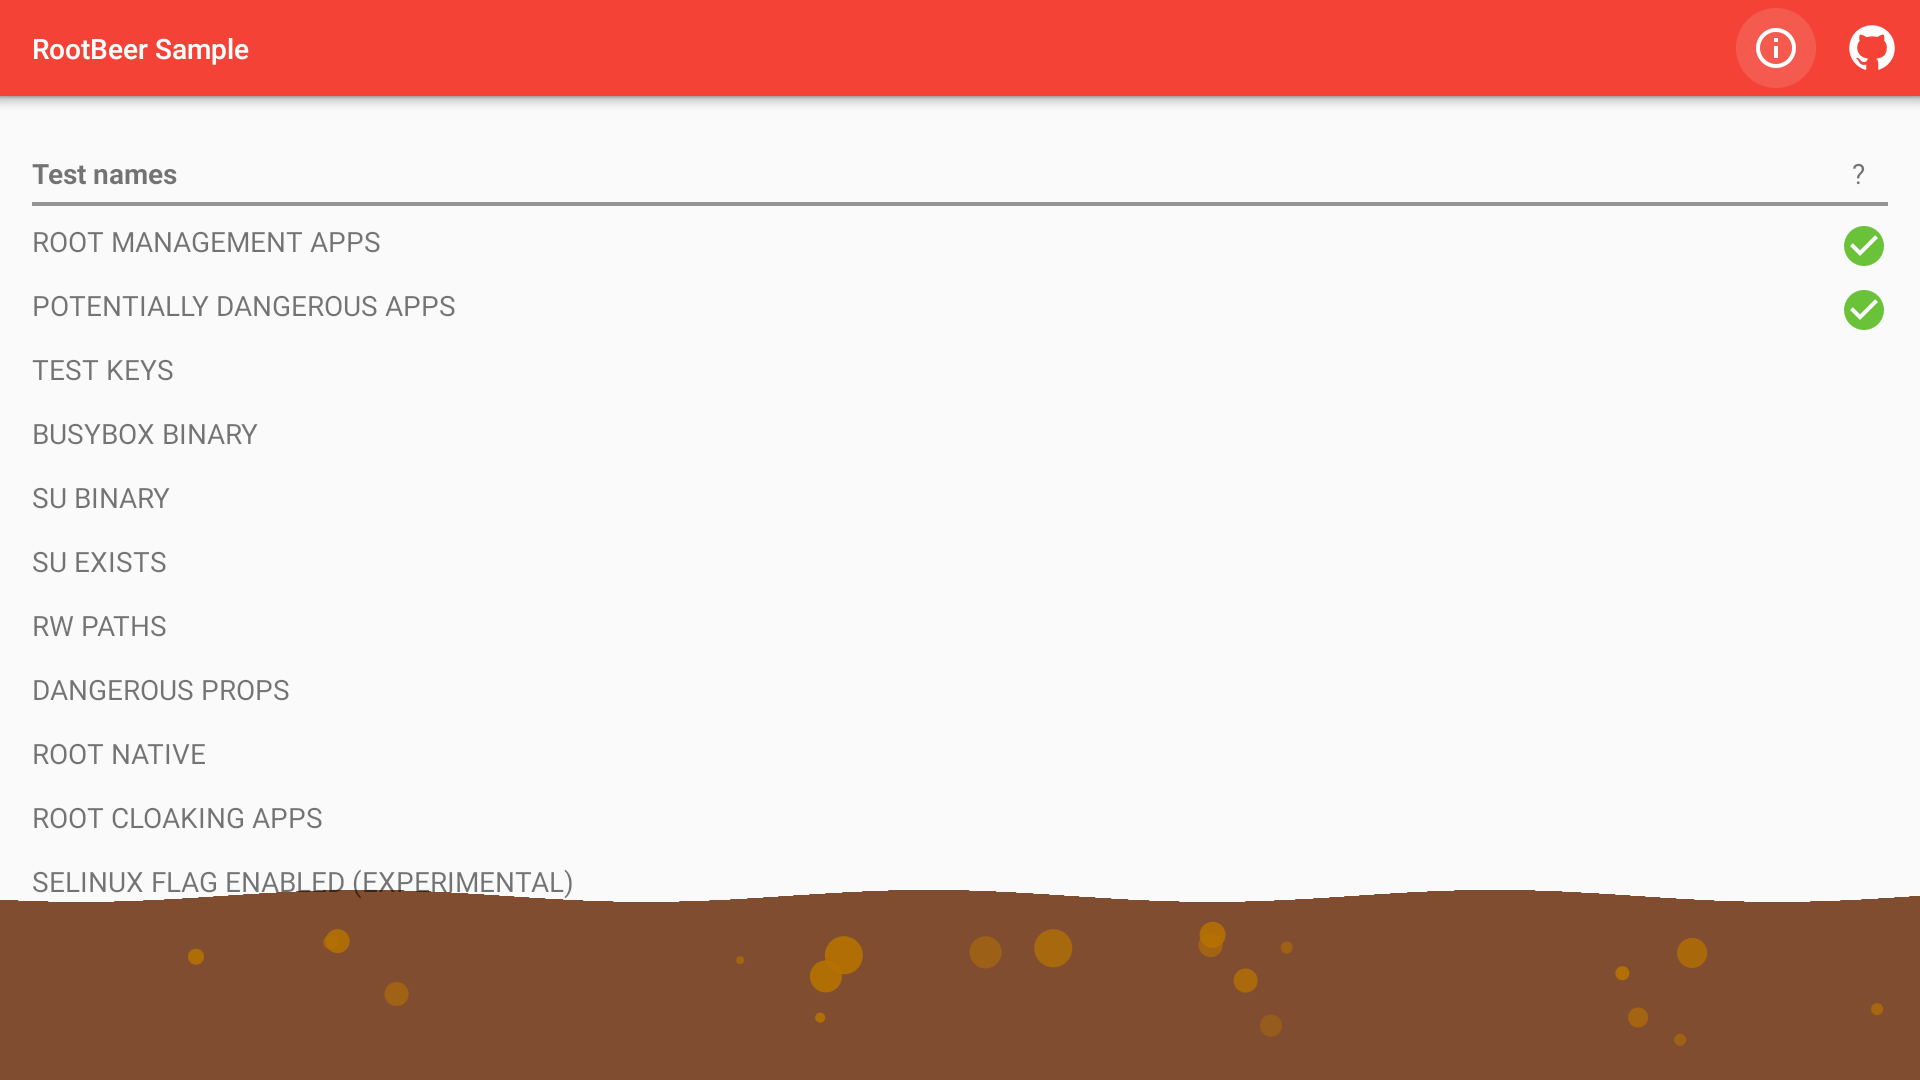 RootBeer Sample
Test names ?
ROOT MANAGEMENT APPS
POTENTIALLY DANGEROUS APPS
TEST KEYS
BUSYBOX BINARY
SU BINARY
SU EXISTS
RW PATHS
DANGEROUS PROPS
ROOT NATIVE
ROOT CLOAKING APPS
SELINUX FLAG ENABLED (EXPERIMENTAL)